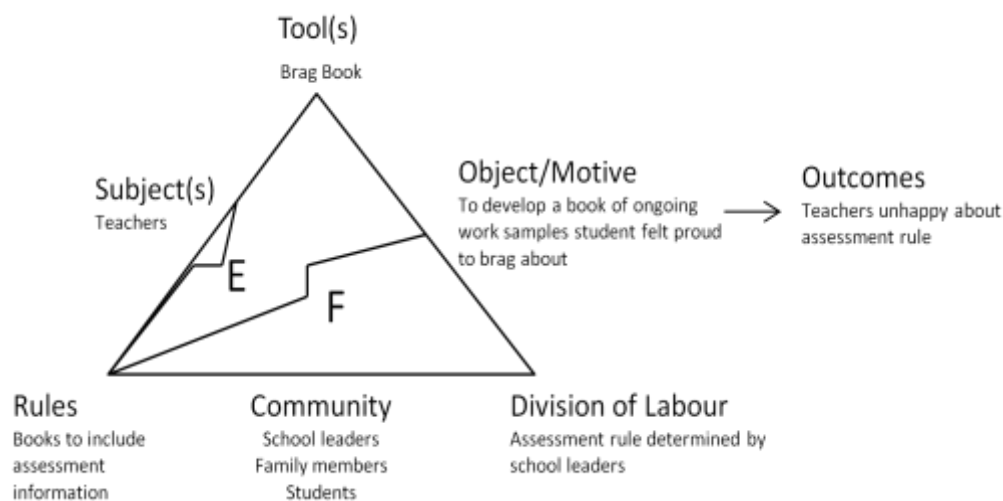 Tool(s)
Brag Book
Subject(s)
Teachers
Object/Motive
To develop a book of ongoing
work samples student felt proud
to brag about
Outcomes
Teachers unhappy about
assessment rule
E
F
Rules
Books to include
assessment
information
Community
School leaders
Family members
Students
Division of Labour
Assessment rule determined by
school leaders